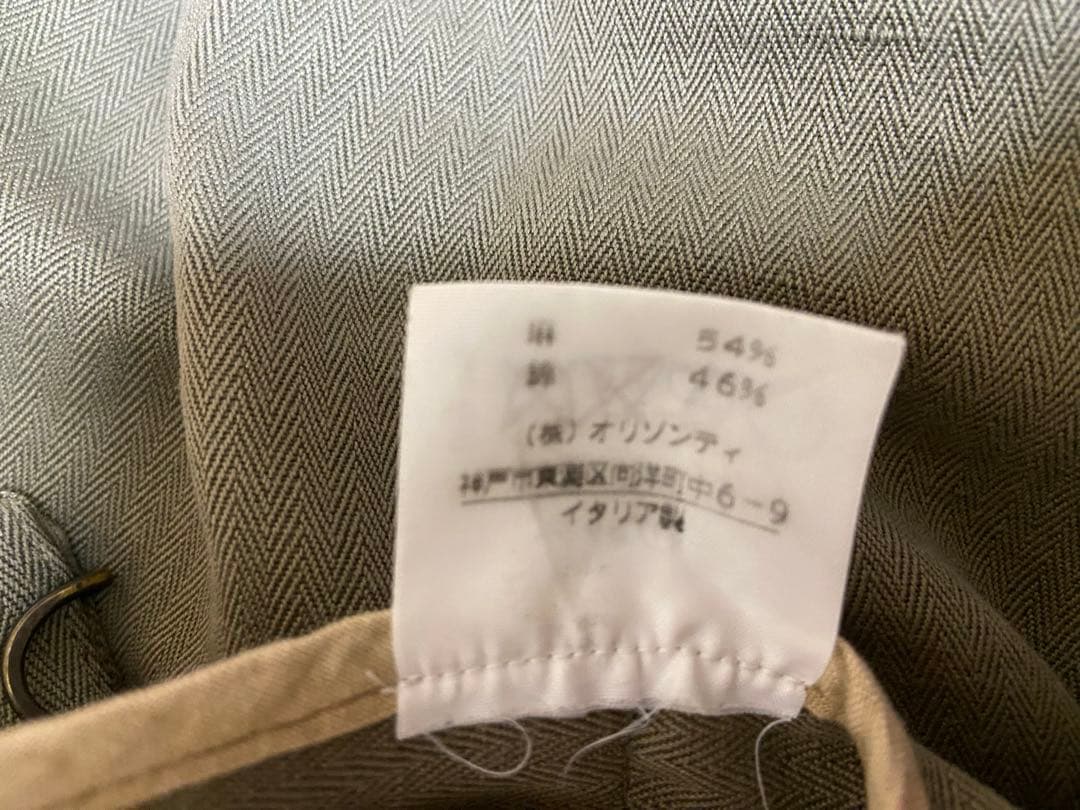 麻 54%
綿 46%
(株)オリゾンティ
神戸市東灘区向洋町中6-9
イタリア製